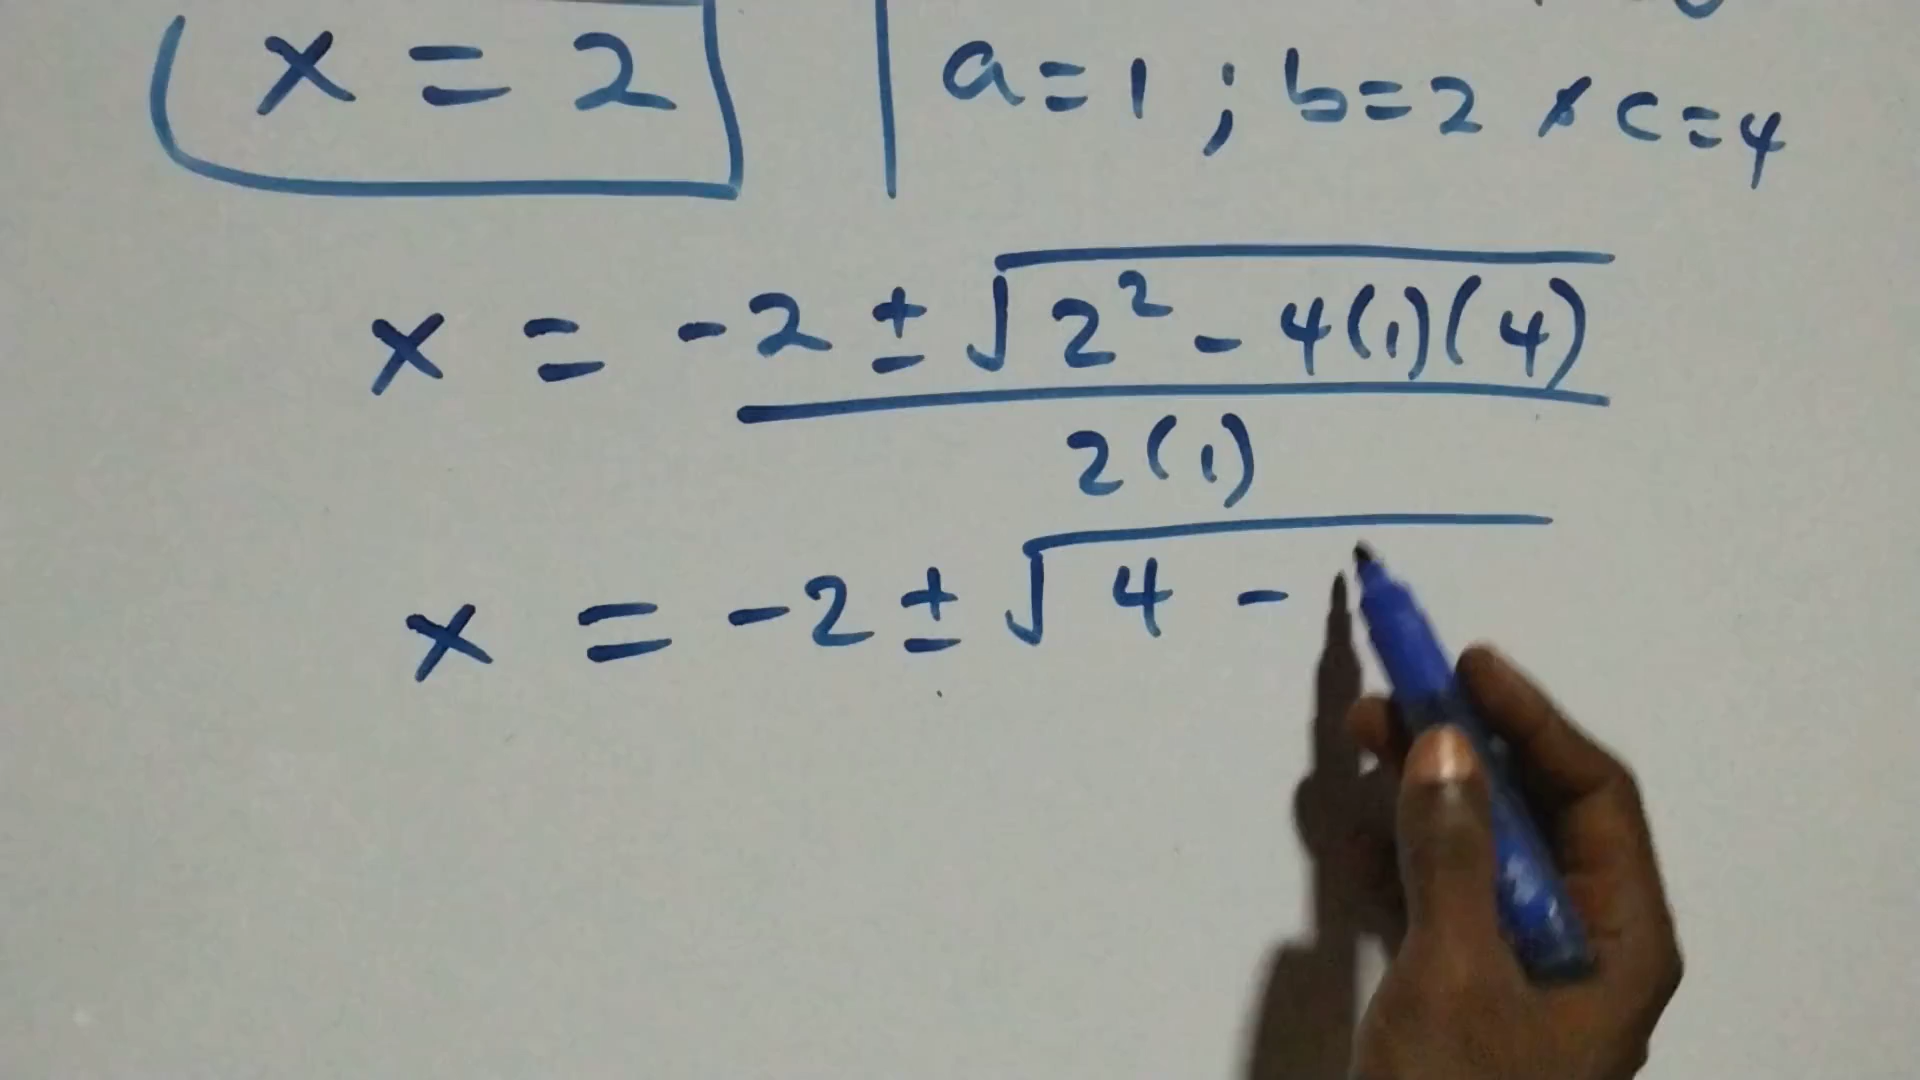 x = 2
a=1 ; b=2 & c=4
x = -2 ± √(2² - 4(1)(4)) / 2(1)
x = -2 ± √(4 -